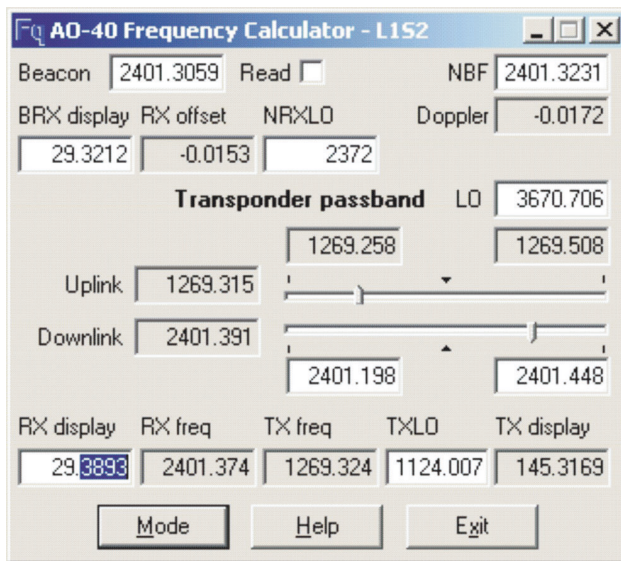 Fq AO-40 Frequency Calculator - L1S2
Beacon 2401.3059 Read NBF 2401.3231
BRX display RX offset NRXLO Doppler -0.0172
29.3212 -0.0153 2372
Transponder passband LO 3670.706
1269.258 1269.508
Uplink 1269.315
Downlink 2401.391
2401.198 2401.448
RX display RX freq TX freq TXLO TX display
29.3893 2401.374 1269.324 1124.007 145.3169
Mode Help Exit